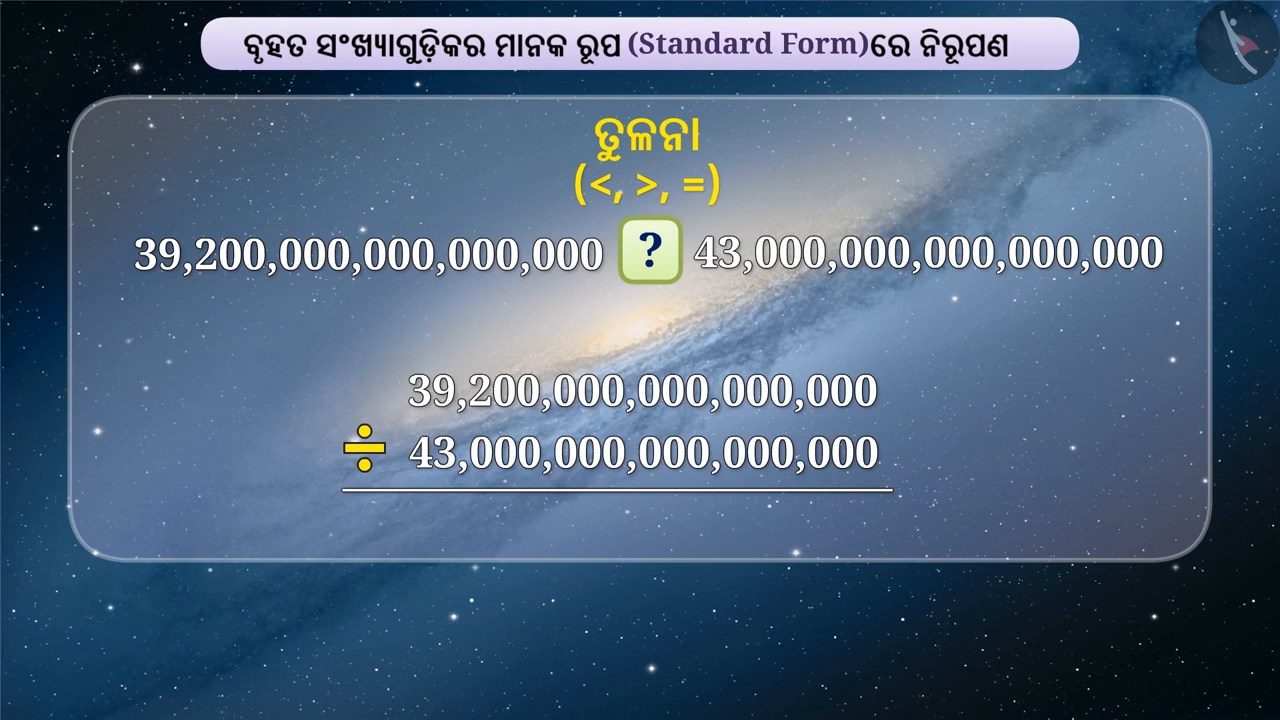 ବୃହତ ସଂଖ୍ୟାଗୁଡ଼ିକର ମାନକ ରୂପ (Standard Form)ରେ ନିରୂପଣ
ତୁଳନା
(<, >, =)
39,200,000,000,000,000 ? 43,000,000,000,000,000
39,200,000,000,000,000
÷ 43,000,000,000,000,000